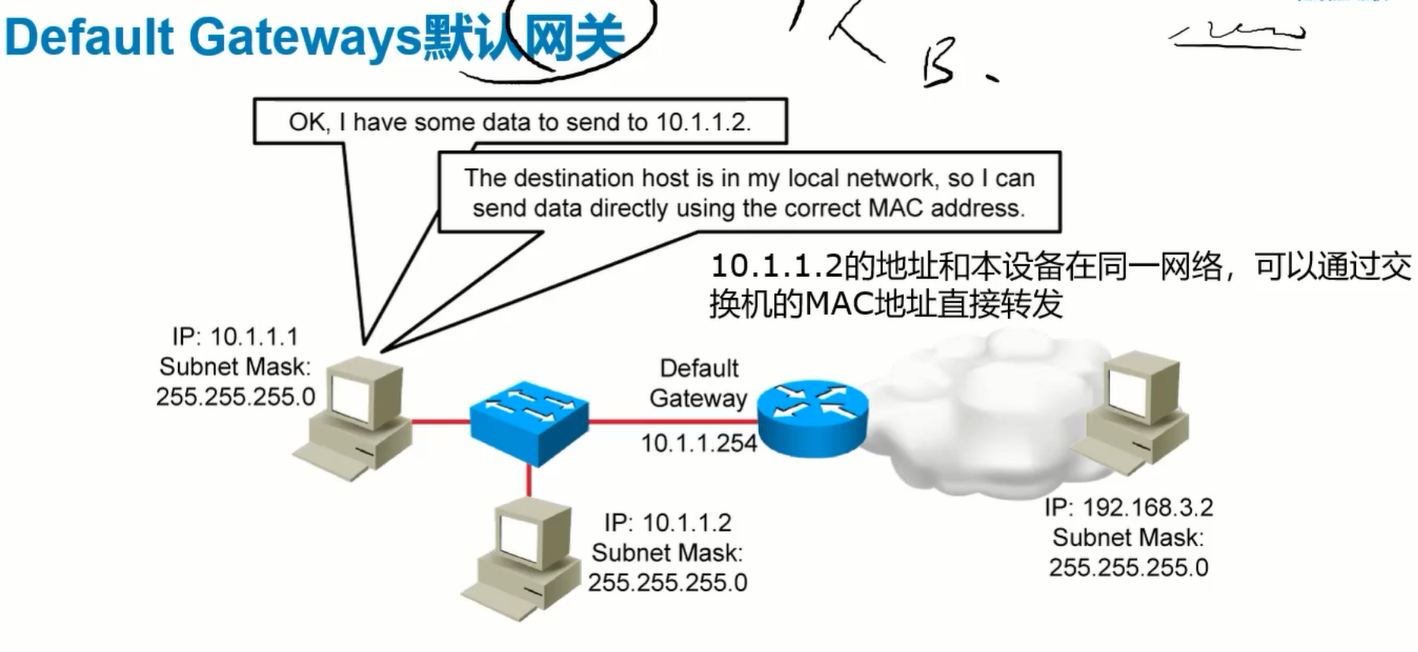 Default Gateways默认网关
B.
OK, I have some data to send to 10.1.1.2.
The destination host is in my local network, so I can
send data directly using the correct MAC address.
10.1.1.2的地址和本设备在同一网络，可以通过交
换机的MAC地址直接转发
IP: 10.1.1.1
Subnet Mask:
255.255.255.0
Default
Gateway
10.1.1.254
IP: 10.1.1.2
Subnet Mask:
255.255.255.0
IP: 192.168.3.2
Subnet Mask:
255.255.255.0